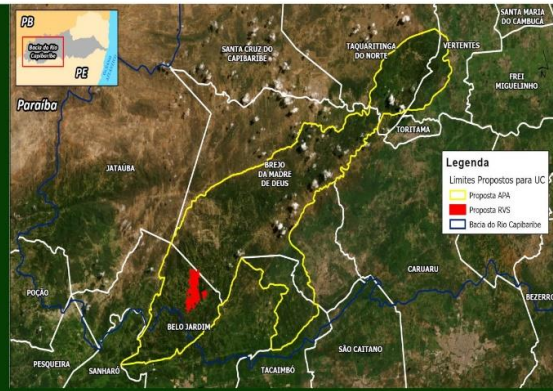 PB
Bacia do Rio
Capibaribe
PE
Paraíba
SANTA MARIA
DO CAMBUCÁ
SANTA CRUZ DO
CAPIBARIBE
TAQUARITINGA
DO NORTE
VERTENTES
FREI
MIGUELINHO
TORITAMA
JATAÚBA
BREJO
DA MADRE
DE DEUS
Legenda
Limites Propostos para UC
Proposta APA
Proposta RVS
Bacia do Rio Capibaribe
CARUARU
BEZERRO
POÇÃO
BELO JARDIM
SÃO CAITANO
PESQUEIRA
SANHARÓ
TACAIMBÓ